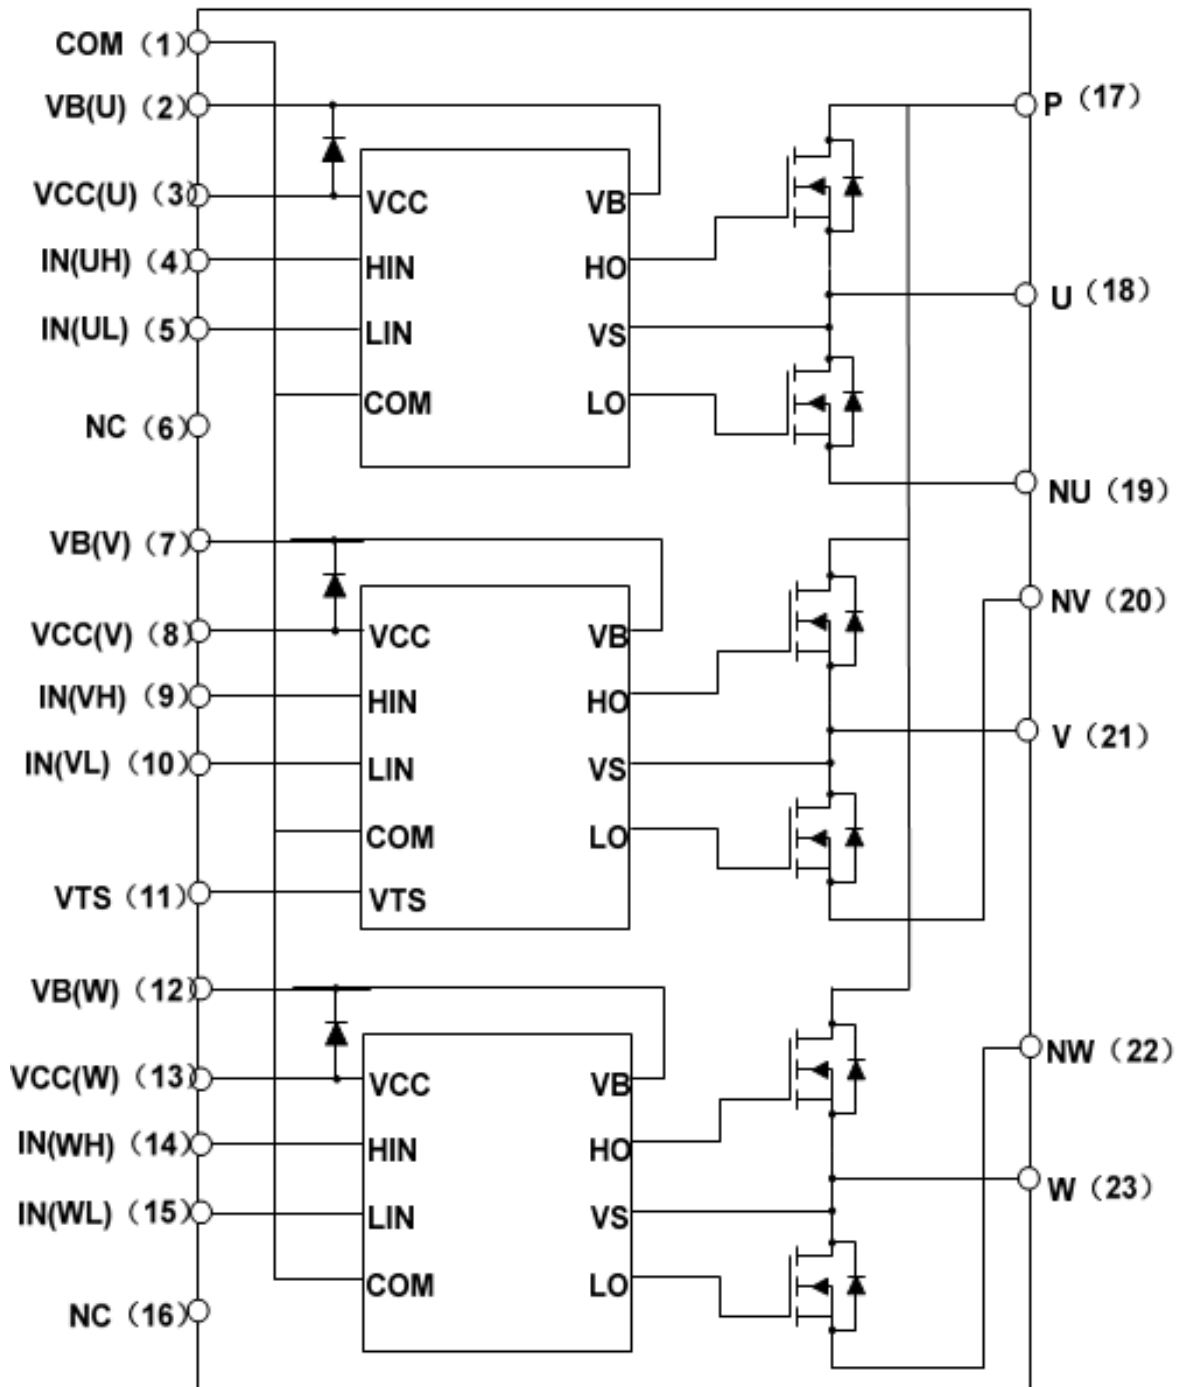 COM（1）
VB(U)（2）
VCC(U)（3）
IN(UH)（4）
IN(UL)（5）
NC（6）
VB(V)（7）
VCC(V)（8）
IN(VH)（9）
IN(VL)（10）
VTS（11）
VB(W)（12）
VCC(W)（13）
IN(WH)（14）
IN(WL)（15）
NC（16）
VCC VB
HIN HO
LIN VS
COM LO
VCC VB
HIN HO
LIN VS
COM LO
VTS
VCC VB
HIN HO
LIN VS
COM LO
P（17）
U（18）
NU（19）
NV（20）
V（21）
NW（22）
W（23）